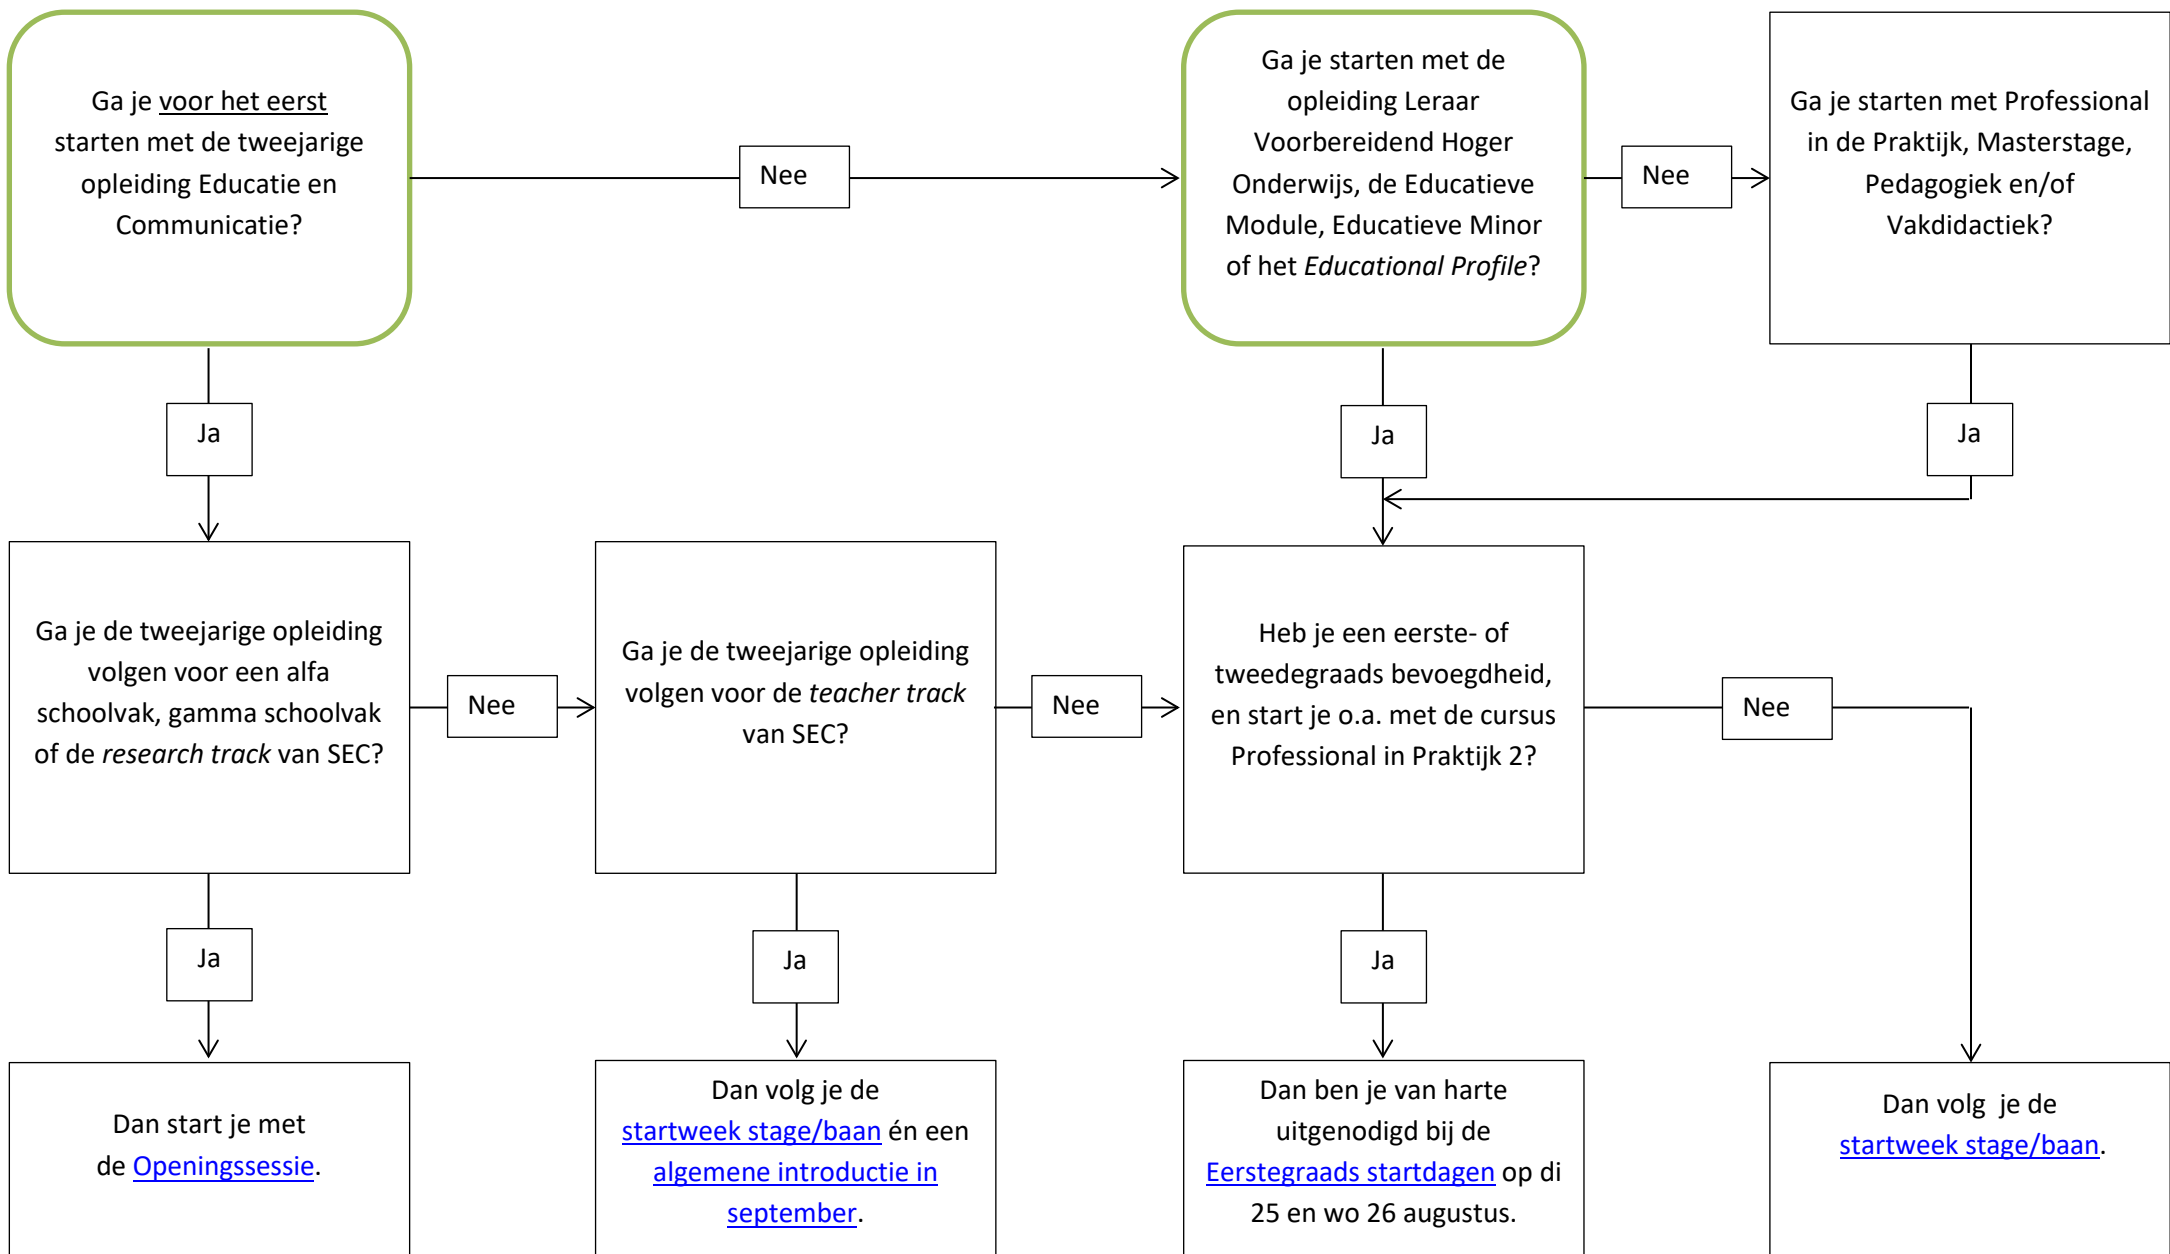 Ga je voor het eerst
starten met de tweejarige
opleiding Educatie en
Communicatie?
Nee
Ga je starten met de
opleiding Leraar
Voorbereidend Hoger
Onderwijs, de Educatieve
Module, Educatieve Minor
of het Educational Profile?
Nee
Ga je starten met Professional
in de Praktijk, Masterstage,
Pedagogiek en/of
Vakdidactiek?
Ja
Ja
Ja
Ga je de tweejarige opleiding
volgen voor een alfa
schoolvak, gamma schoolvak
of de research track van SEC?
Nee
Ga je de tweejarige opleiding
volgen voor de teacher track
van SEC?
Nee
Heb je een eerste- of
tweedegraads bevoegdheid,
en start je o.a. met de cursus
Professional in Praktijk 2?
Nee
Ja
Ja
Ja
Dan start je met
de Openingssessie.
Dan volg je de
startweek stage/baan én een
algemene introductie in
september.
Dan ben je van harte
uitgenodigd bij de
Eerstegraads startdagen op di
25 en wo 26 augustus.
Dan volg  je de
startweek stage/baan.